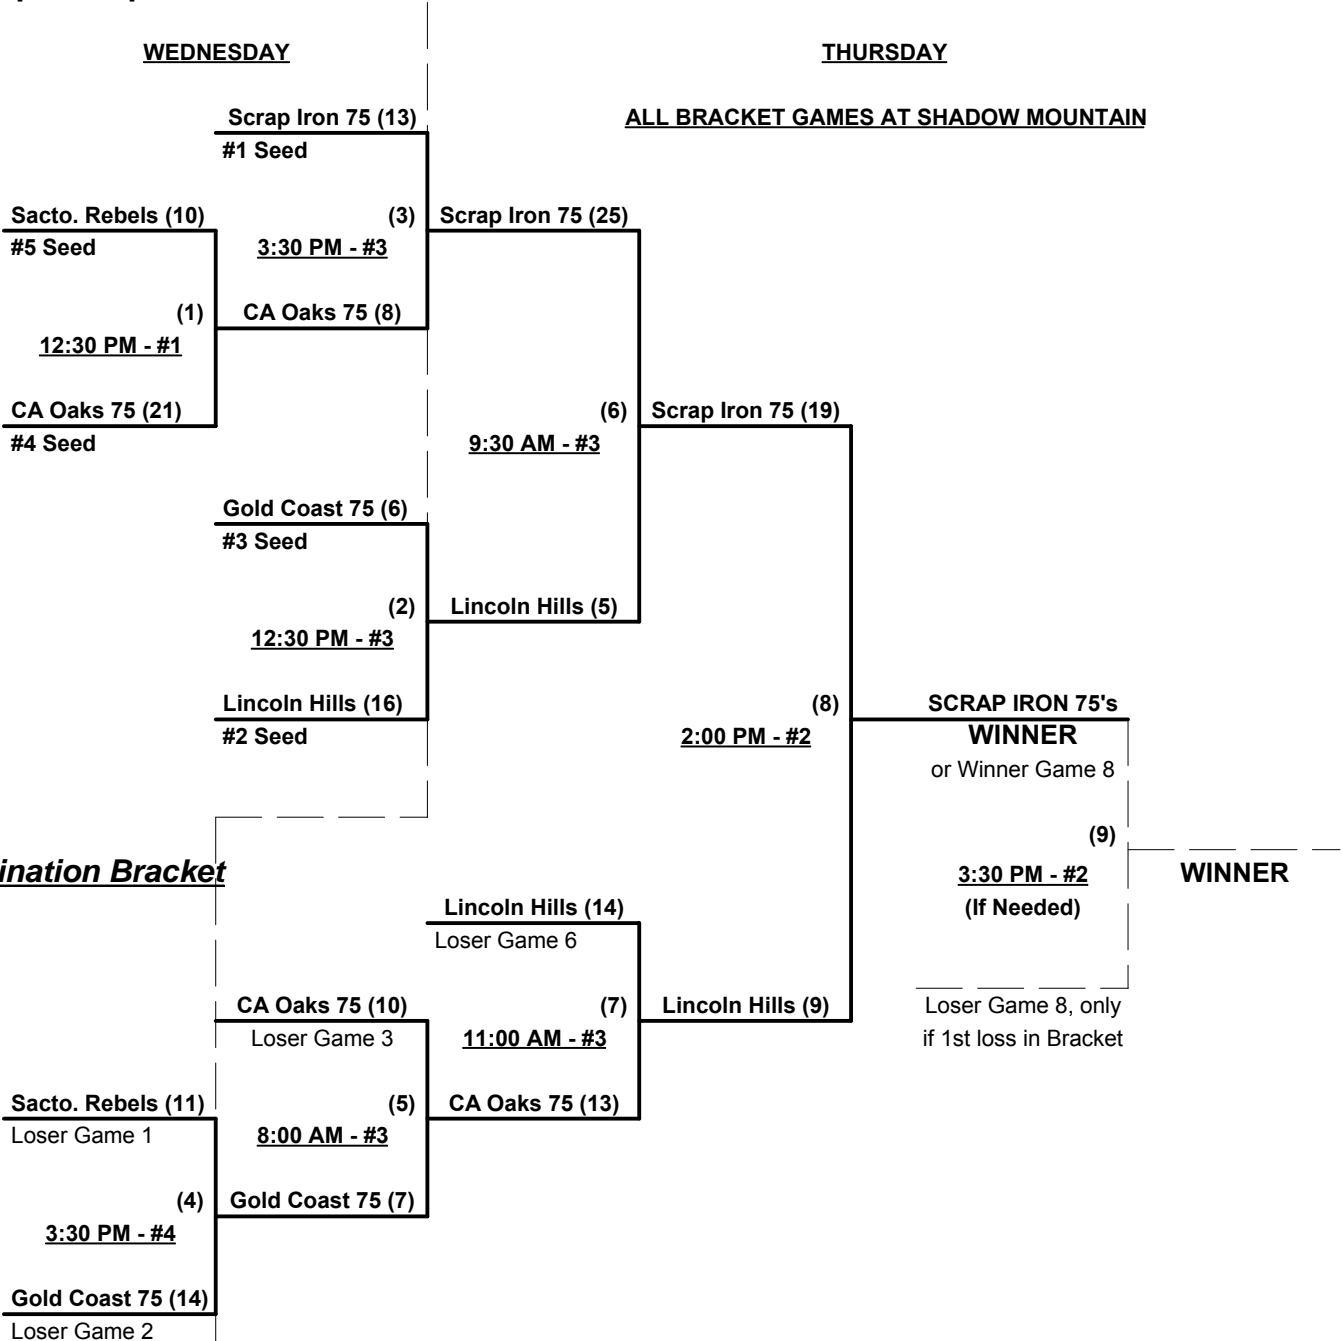 WEDNESDAY
THURSDAY
Scrap Iron 75 (13)
ALL BRACKET GAMES AT SHADOW MOUNTAIN
#1 Seed
Sacto. Rebels (10)
(3)
Scrap Iron 75 (25)
#5 Seed
3:30 PM - #3
(1)
CA Oaks 75 (8)
12:30 PM - #1
CA Oaks 75 (21)
(6)
Scrap Iron 75 (19)
#4 Seed
9:30 AM - #3
Gold Coast 75 (6)
#3 Seed
(2)
Lincoln Hills (5)
12:30 PM - #3
Lincoln Hills (16)
(8)
SCRAP IRON 75's
#2 Seed
2:00 PM - #2
WINNER
or Winner Game 8
(9)
ination Bracket
3:30 PM - #2
WINNER
(If Needed)
Lincoln Hills (14)
Loser Game 6
CA Oaks 75 (10)
(7)
Lincoln Hills (9)
Loser Game 8, only
Loser Game 3
11:00 AM - #3
if 1st loss in Bracket
Sacto. Rebels (11)
(5)
CA Oaks 75 (13)
Loser Game 1
8:00 AM - #3
(4)
Gold Coast 75 (7)
3:30 PM - #4
Gold Coast 75 (14)
Loser Game 2